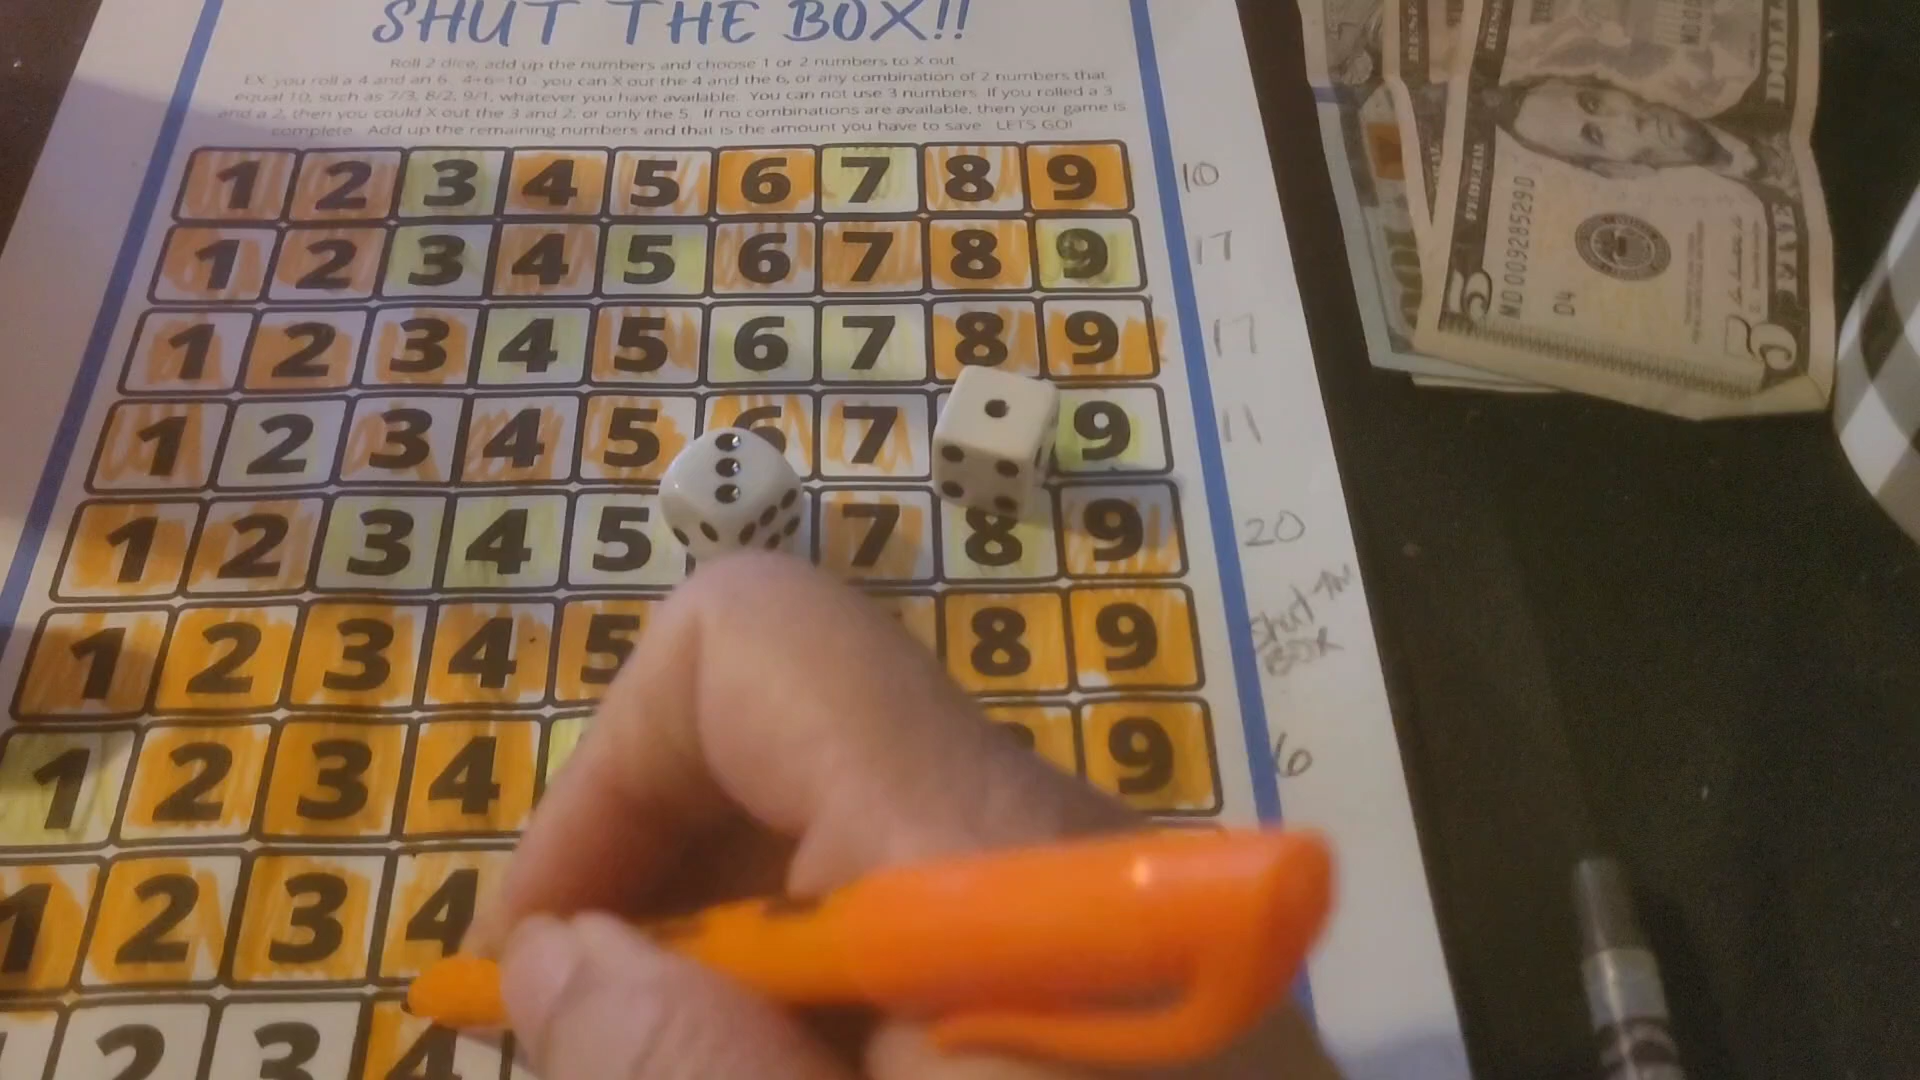 SHUT THE BOX!!
Roll 2 dice, add up the numbers and choose 1 or 2 numbers to X out
EX you roll a 4 and an 6, 4+6=10 - you can X out the 4 and the 6, or any combination of 2 numbers that
equal 10, such as 7/3, 8/2, 9/1, whatever you have available. You can not use 3 numbers. If you rolled a 3
and a 2, then you could X out the 3 and 2, or only the 5. If no combinations are available, then your game is
complete. Add up the remaining numbers and that is the amount you have to save LETS GO!
1 2 3 4 5 6 7 8 9 10
1 2 3 4 5 6 7 8 9 17
1 2 3 4 5 6 7 8 9 17
1 2 3 4 5 6 7 9 11
1 2 3 4 5 7 8 9 20
1 2 3 4 5 8 9 Shut the
BOX
1 2 3 4 9 6
1 2 3 4
2 3 4
FEDERAL
MD00928529D
D4
5
5